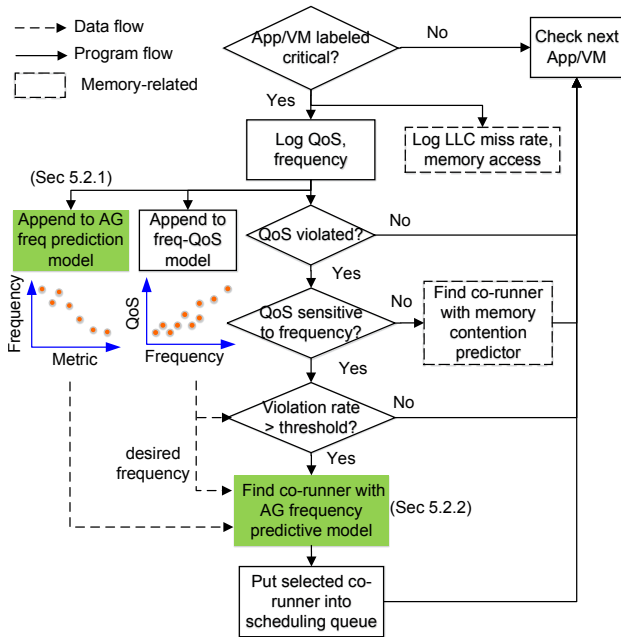 Data flow
Program flow
Memory-related
App/VM labeled
critical?
No
Check next
App/VM
Yes
Log QoS,
frequency
Log LLC miss rate,
memory access
(Sec 5.2.1)
Append to AG
freq prediction
model
Append to
freq-QoS
model
QoS violated?
No
Yes
Frequency
Metric
QoS
Frequency
QoS sensitive
to frequency?
No
Find co-runner
with memory
contention
predictor
Yes
Violation rate
> threshold?
No
desired
frequency
Yes
Find co-runner with
AG frequency
predictive model
(Sec 5.2.2)
Put selected co-
runner into
scheduling queue